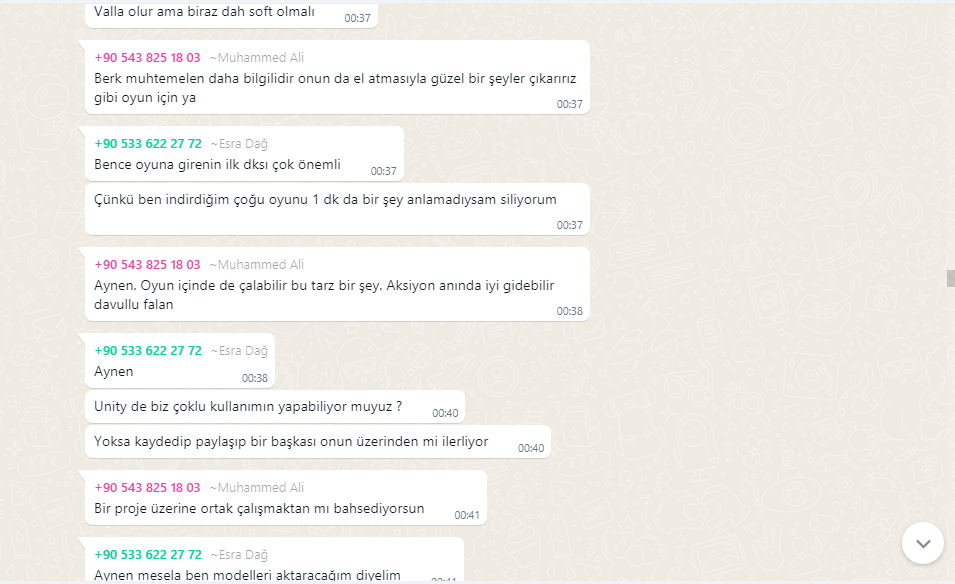 Valla olur ama biraz dah soft olmalı 00:37
+90 543 825 18 03 ~Muhammed Ali
Berk muhtemelen daha bilgilidir onun da el atmasıyla güzel bir şeyler çıkarırız
gibi oyun için ya
00:37
+90 533 622 27 72 ~Esra Dağ
Bence oyuna girenin ilk dksı çok önemli 00:37
Çünkü ben indirdiğim çoğu oyunu 1 dk da bir şey anlamadıysam siliyorum
00:37
+90 543 825 18 03 ~Muhammed Ali
Aynen. Oyun içinde de çalabilir bu tarz bir şey. Aksiyon anında iyi gidebilir
davullu falan
00:38
+90 533 622 27 72 ~Esra Dağ
Aynen 00:38
Unity de biz çoklu kullanımın yapabiliyor muyuz ? 00:40
Yoksa kaydedip paylaşıp bir başkası onun üzerinden mi ilerliyor 00:40
+90 543 825 18 03 ~Muhammed Ali
Bir proje üzerine ortak çalışmaktan mı bahsediyorsun 00:41
+90 533 622 27 72 ~Esra Dağ
Aynen mesela ben modelleri aktaracağım diyelim 00:41